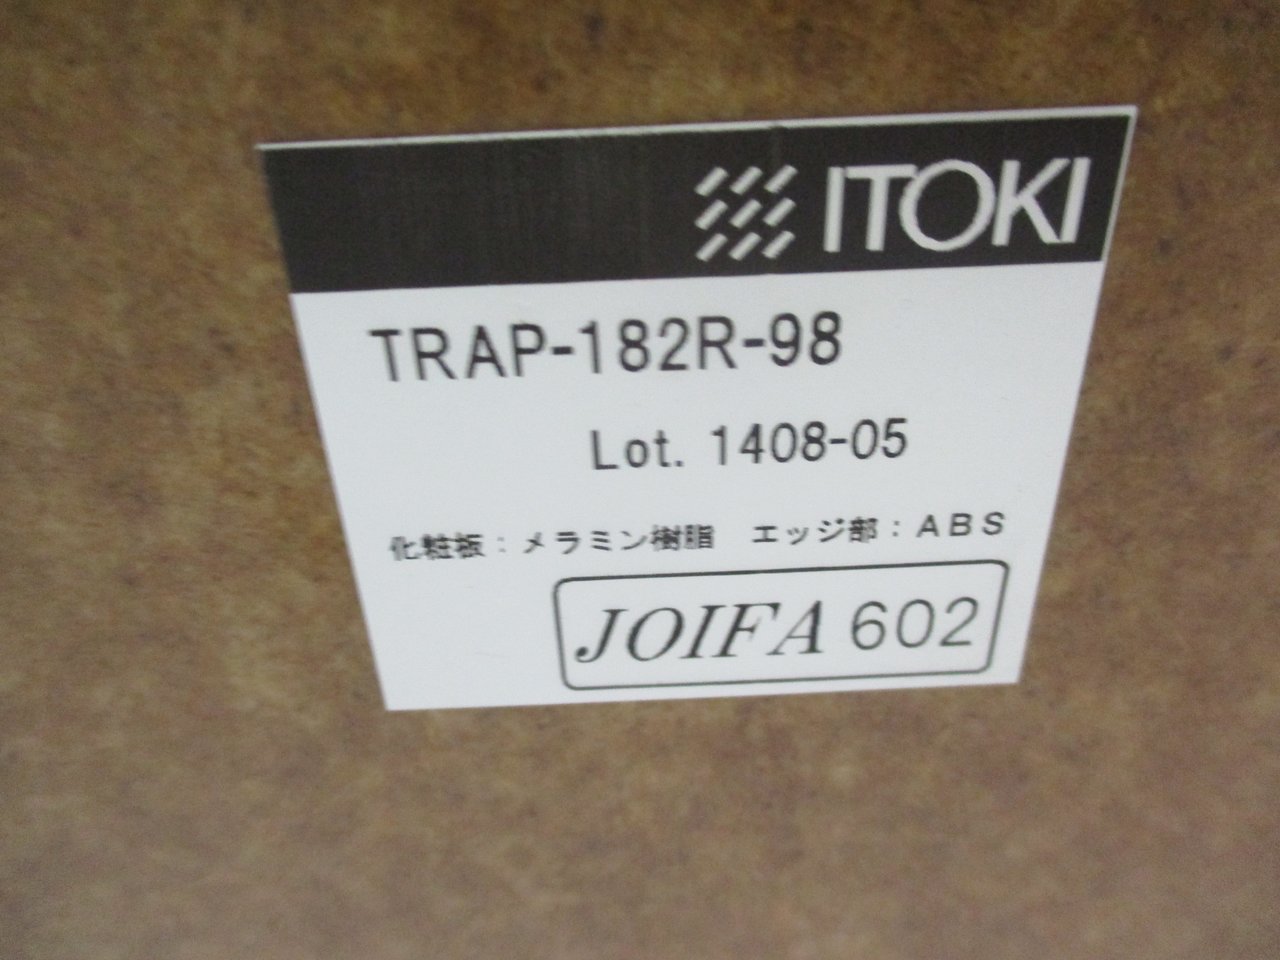 ITOKI
TRAP-182R-98
Lot. 1408-05
化粧板:メラミン樹脂　エッジ部:ABS
JOIFA 602